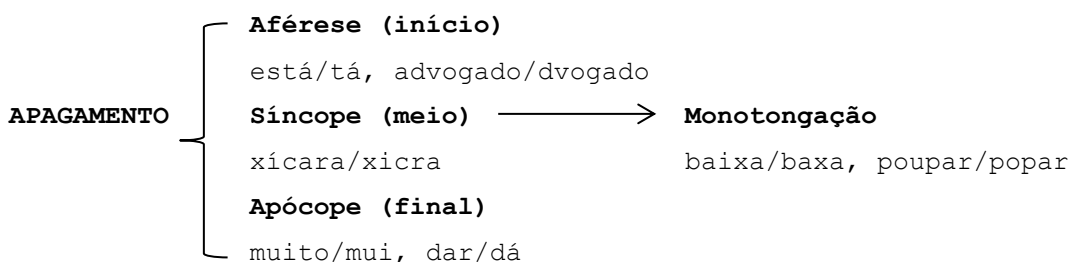 Aférese (início)
está/tá, advogado/dvogado
APAGAMENTO Síncope (meio) Monotongação
xícara/xicra baixa/baxa, poupar/popar
Apócope (final)
muito/mui, dar/dá